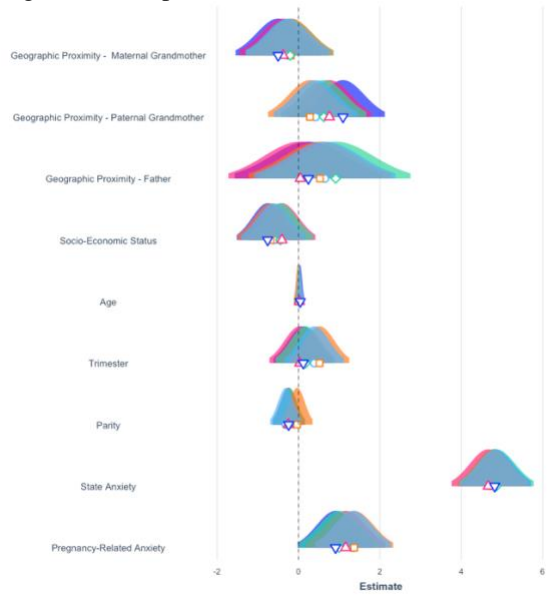 Geographic Proximity - Maternal Grandmother
Geographic Proximity - Paternal Grandmother
Geographic Proximity - Father
Socio-Economic Status
Age
Trimester
Parity
State Anxiety
Pregnancy-Related Anxiety
-2 0 2 4 6
Estimate